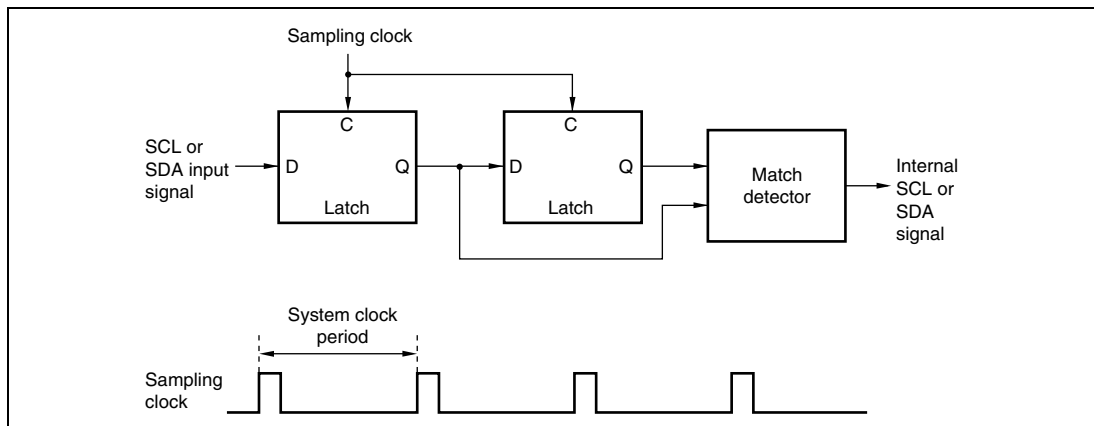 Sampling clock
SCL or
SDA input
signal
D
C
Q
Latch
D
C
Q
Latch
Match
detector
Internal
SCL or
SDA
signal
System clock
period
Sampling
clock